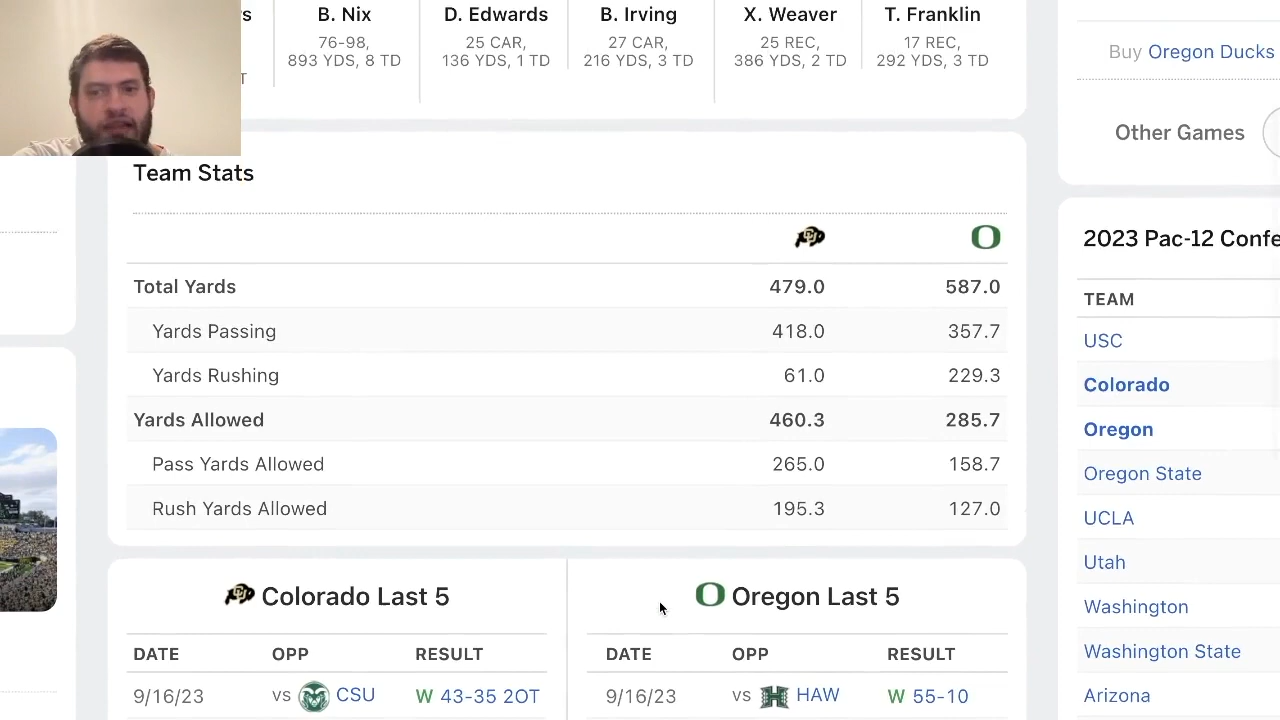 s B. Nix D. Edwards B. Irving X. Weaver T. Franklin
76-98, 25 CAR, 27 CAR, 25 REC, 17 REC,
893 YDS, 8 TD 136 YDS, 1 TD 216 YDS, 3 TD 386 YDS, 2 TD 292 YDS, 3 TD
T
Buy Oregon Ducks
Other Games
Team Stats
CU O
Total Yards 479.0 587.0
Yards Passing 418.0 357.7
Yards Rushing 61.0 229.3
Yards Allowed 460.3 285.7
Pass Yards Allowed 265.0 158.7
Rush Yards Allowed 195.3 127.0
Colorado Last 5
DATE OPP RESULT
9/16/23 vs CSU W 43-35 2OT
O Oregon Last 5
DATE OPP RESULT
9/16/23 vs H HAW W 55-10
2023 Pac-12 Confe
TEAM
USC
Colorado
Oregon
Oregon State
UCLA
Utah
Washington
Washington State
Arizona